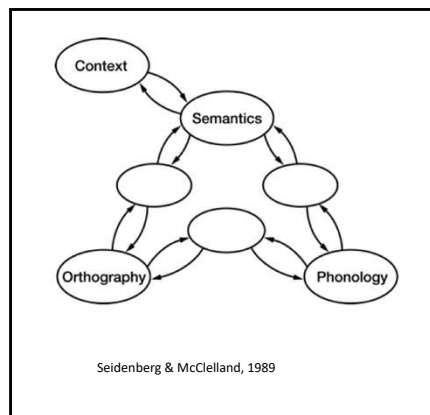 Context
Semantics
Orthography
Phonology
Seidenberg & McClelland, 1989